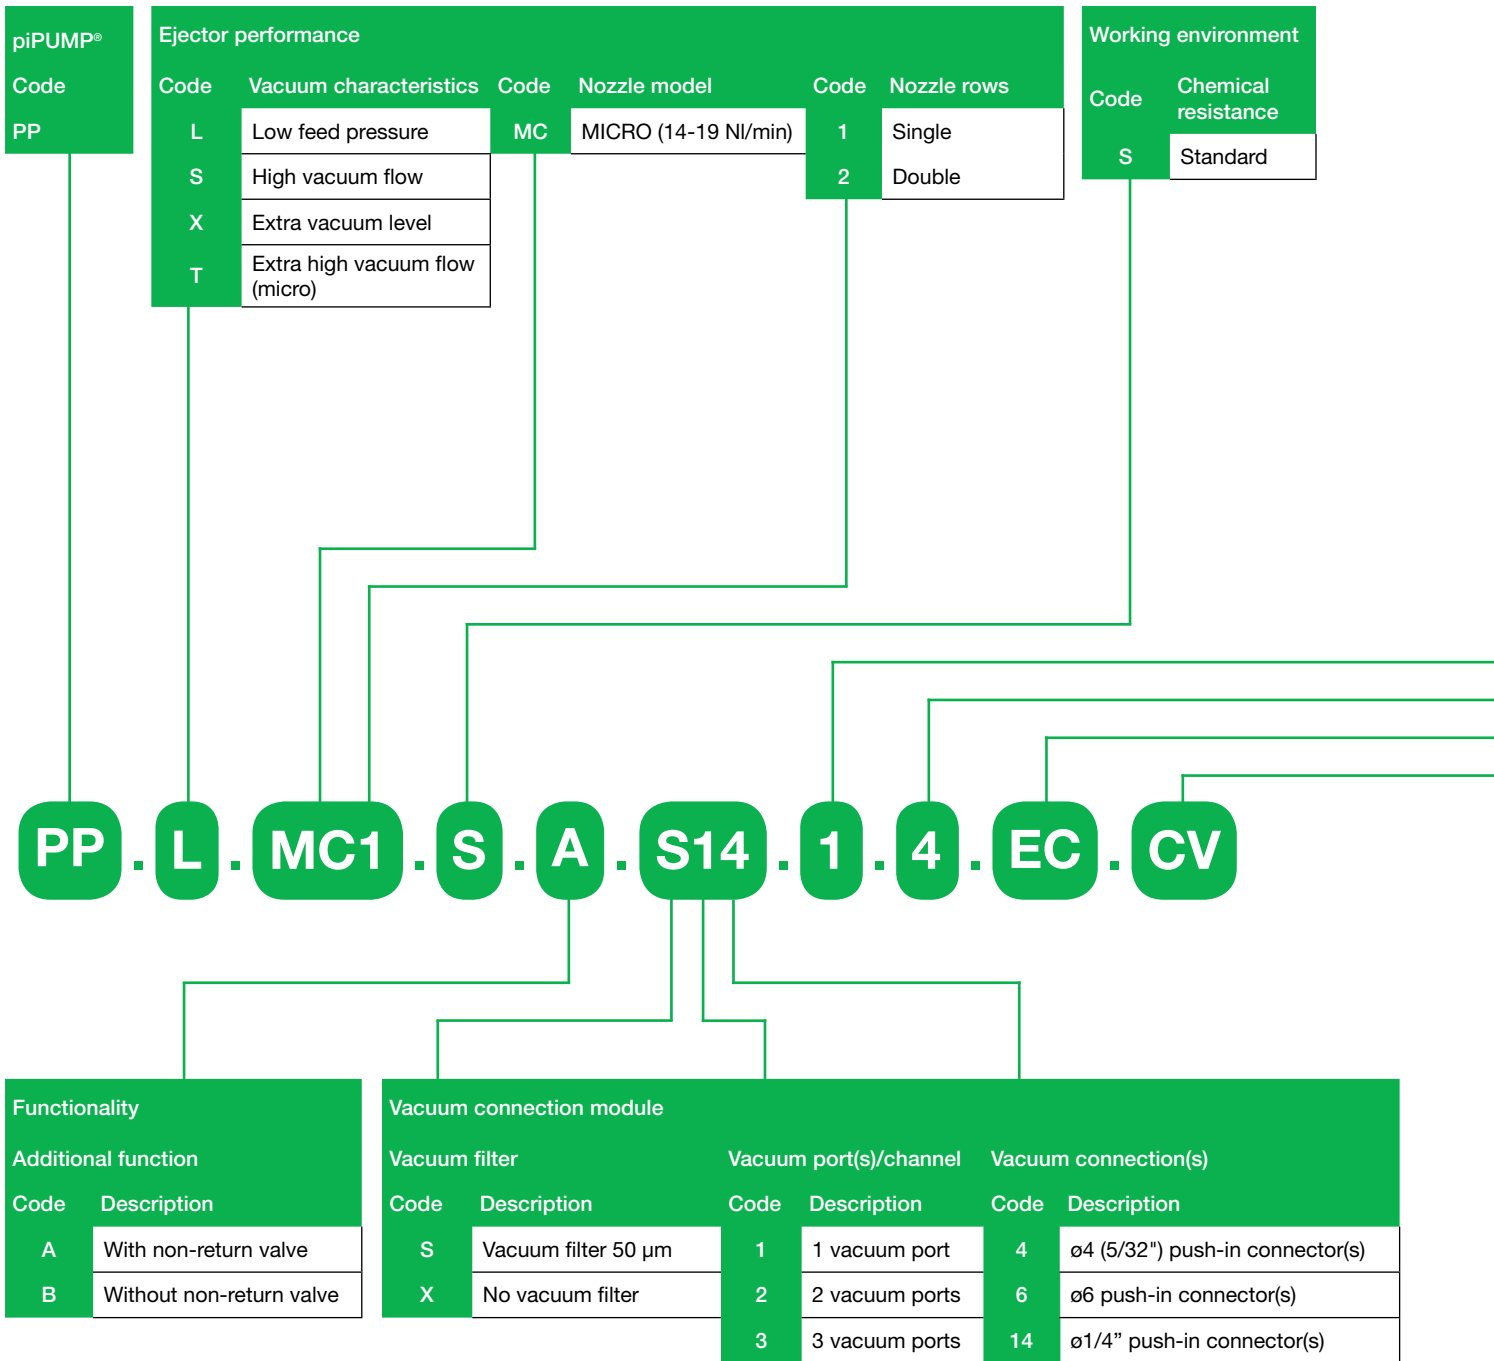 piPUMP®
Code
PP
Ejector performance
Code Vacuum characteristics Code Nozzle model Code Nozzle rows
L Low feed pressure MC MICRO (14-19 Nl/min) 1 Single
S High vacuum flow 2 Double
X Extra vacuum level
T Extra high vacuum flow
(micro)
Working environment
Code Chemical
resistance
S Standard
PP . L . MC1 . S . A . S14 . 1 . 4 . EC . CV
Functionality
Additional function
Code Description
A With non-return valve
B Without non-return valve
Vacuum connection module
Vacuum filter Vacuum port(s)/channel Vacuum connection(s)
Code Description Code Description Code Description
S Vacuum filter 50 µm 1 1 vacuum port 4 ø4 (5/32") push-in connector(s)
X No vacuum filter 2 2 vacuum ports 6 ø6 push-in connector(s)
3 3 vacuum ports 14 ø1/4” push-in connector(s)